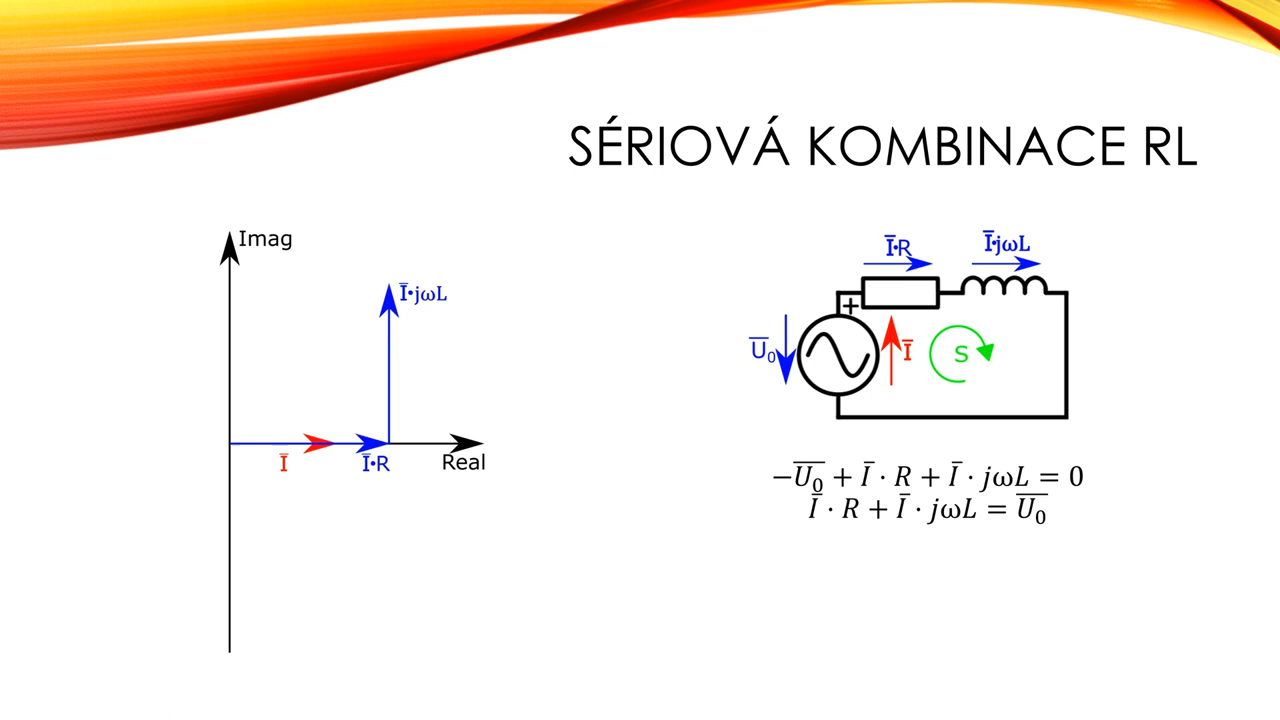 SÉRIOVÁ KOMBINACE RL
Imag
Ī•jωL
Ī
Ī•R
Real
Ī•R
Ī•jωL
+
U̅₀
Ī
S
−U̅₀ + Ī · R + Ī · jωL = 0
Ī · R + Ī · jωL = U̅₀